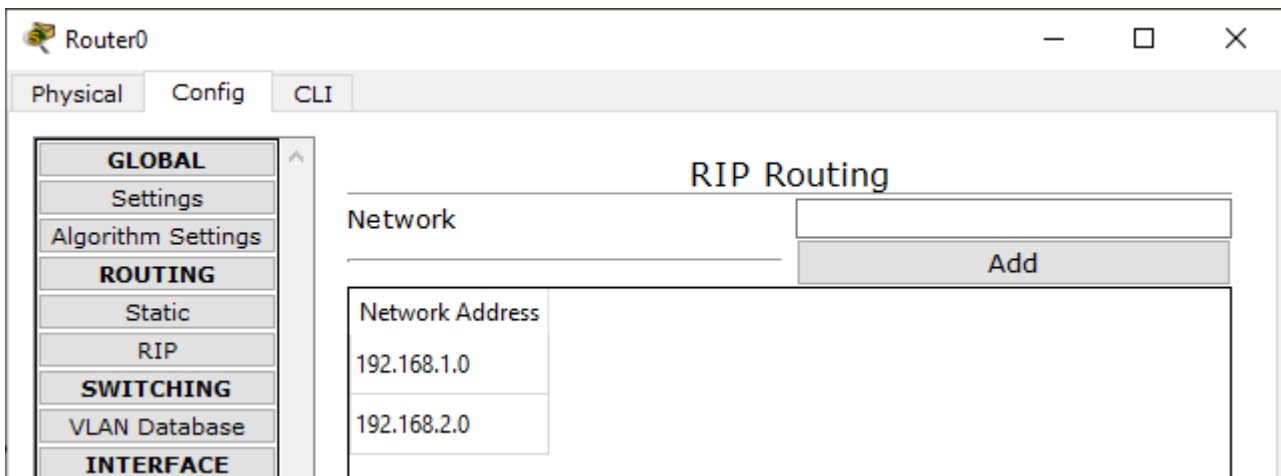 Router0
Physical Config CLI
GLOBAL
Settings
Algorithm Settings
ROUTING
Static
RIP
SWITCHING
VLAN Database
INTERFACE
RIP Routing
Network
Add
Network Address
192.168.1.0
192.168.2.0